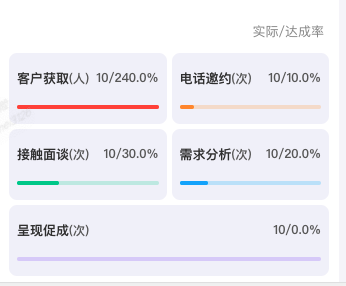 实际/达成率
客户获取(人) 10/240.0%
电话邀约(次) 10/10.0%
接触面谈(次) 10/30.0%
需求分析(次) 10/20.0%
呈现促成(次) 10/0.0%